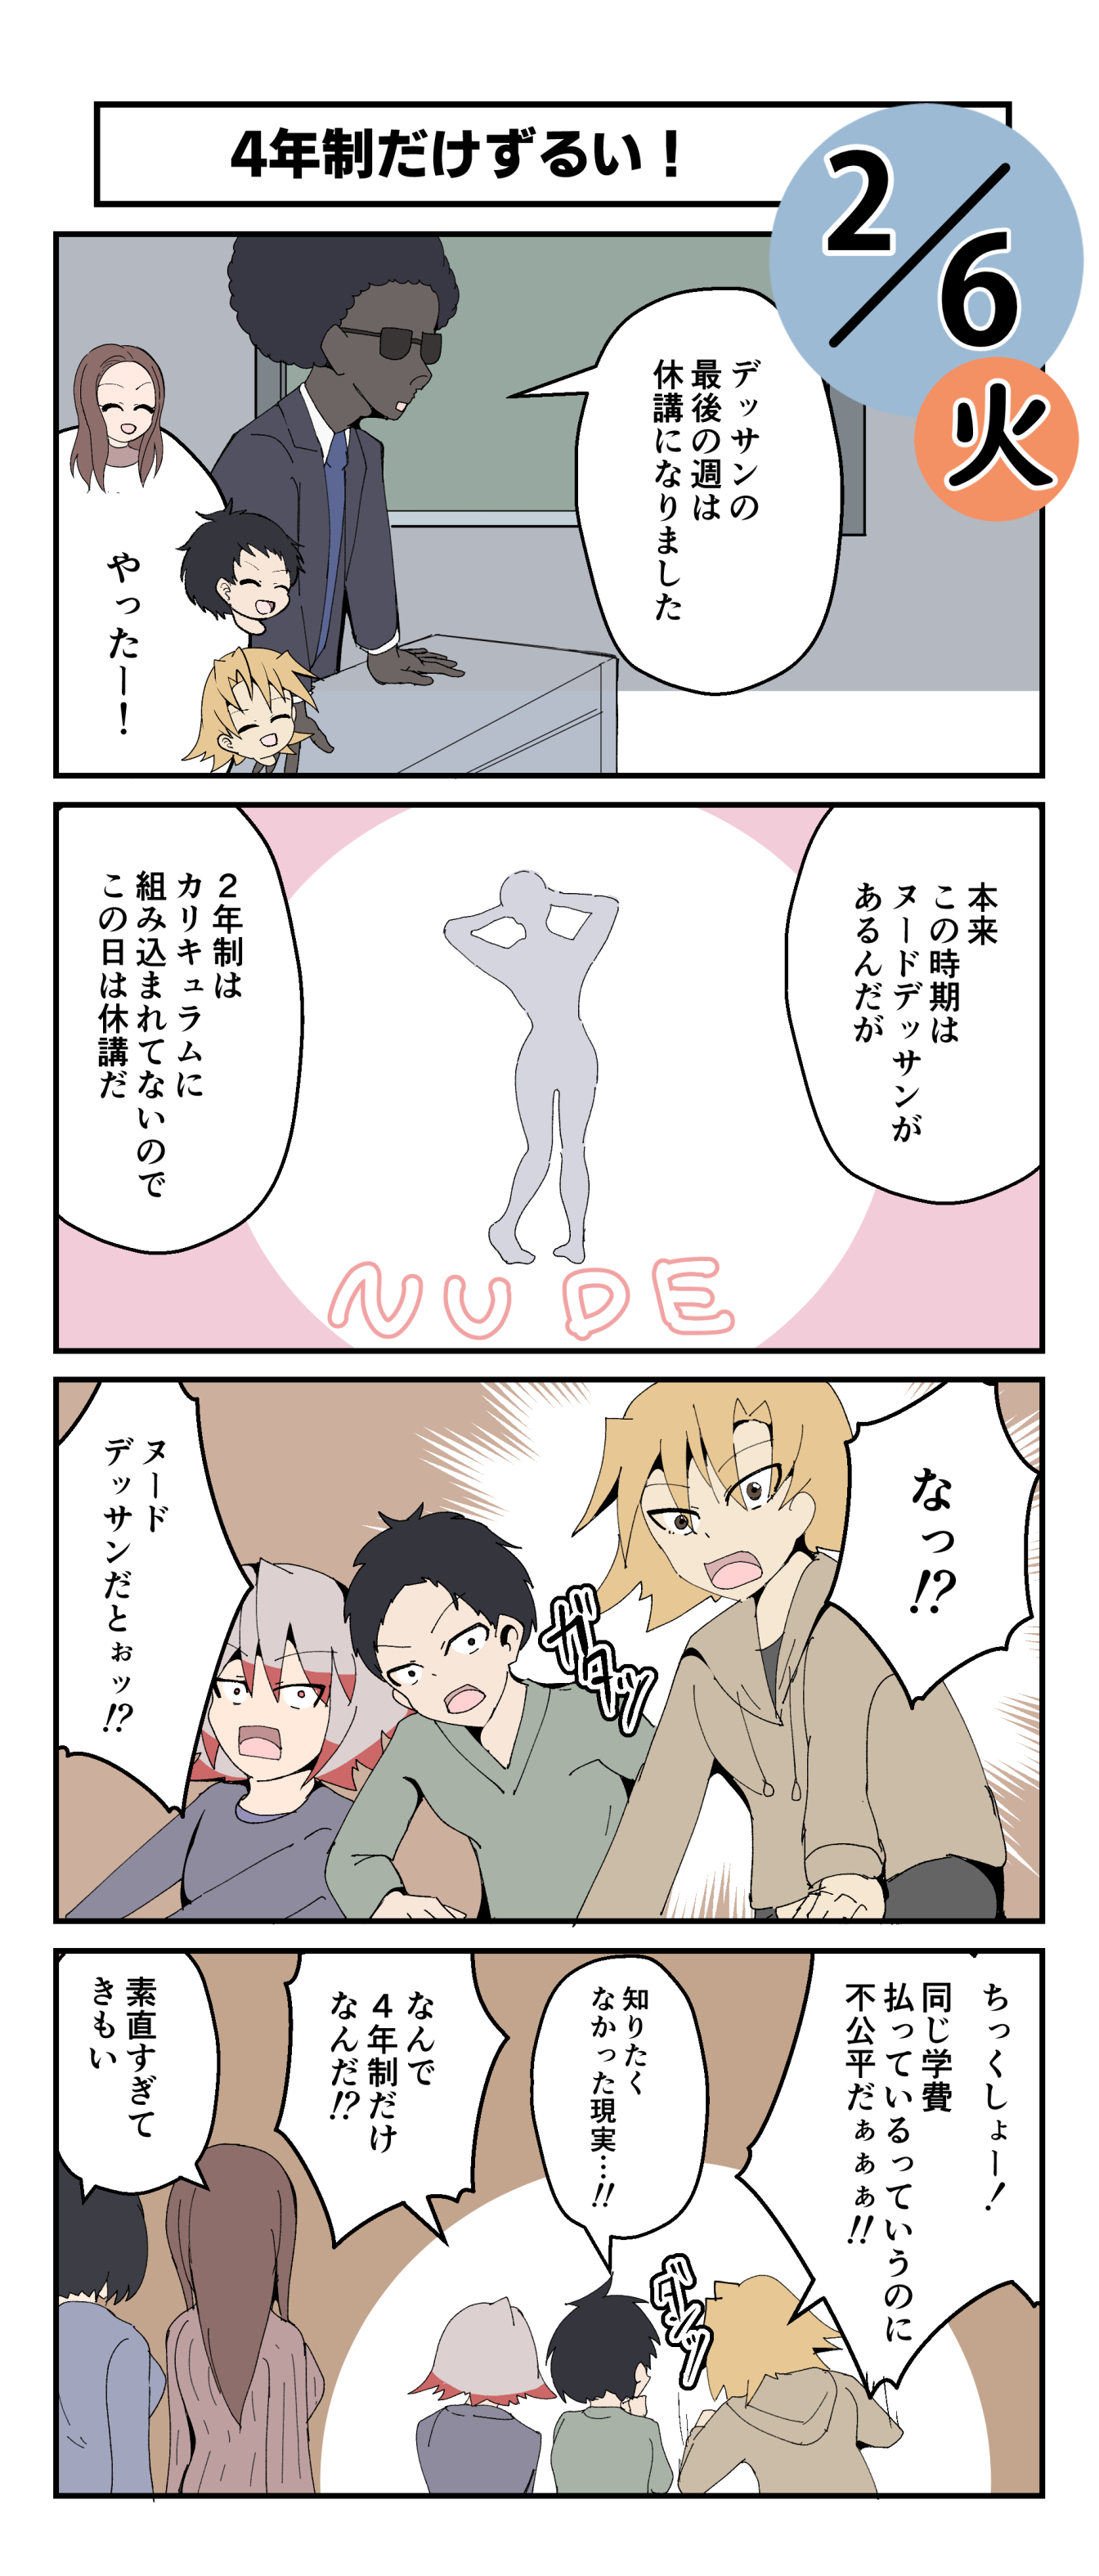 4年制だけずるい！
2/6
火
デッサンの
最後の週は
休講になりました
やったー！
本来
この時期は
ヌードデッサンが
あるんだが
２年制は
カリキュラムに
組み込まれてないので
この日は休講だ
NUDE
なっ!?
ガタッ
ヌード
デッサンだとぉッ!?
ちっくしょー！
同じ学費
払っているっていうのに
不公平だぁぁぁ!!
ダンッ
知りたく
なかった現実…!!
なんで
４年制だけ
なんだ!?
素直すぎて
きもい